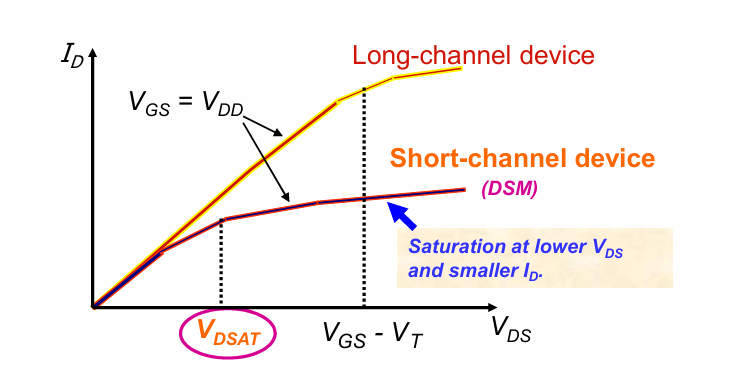 I_D
Long-channel device
V_GS = V_DD
Short-channel device
(DSM)
Saturation at lower V_DS
and smaller I_D.
V_DSAT
V_GS - V_T
V_DS